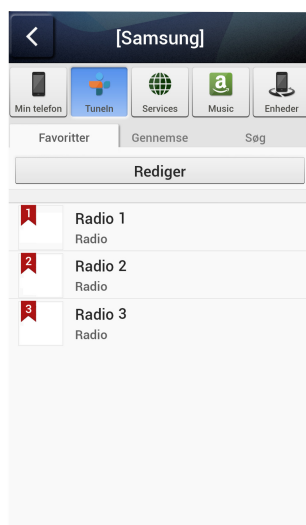 [Samsung]
Min telefon TuneIn Services Music Enheder
Favoritter Gennemse Søg
Rediger
1
Radio 1
Radio
2
Radio 2
Radio
3
Radio 3
Radio